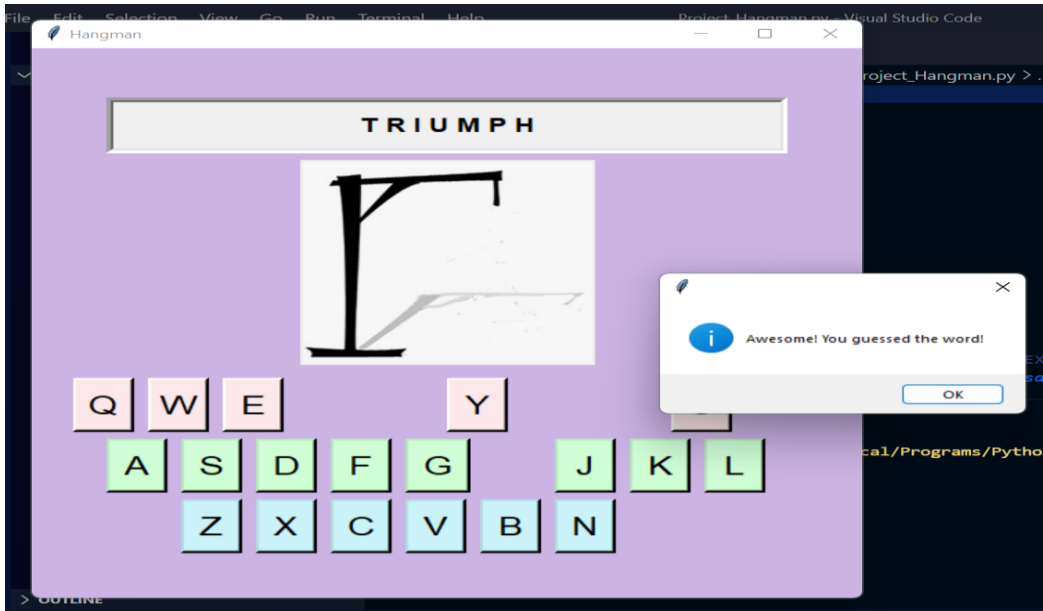 File Edit Selection View Go Run Terminal Help Project_Hangman.py - Visual Studio Code
Hangman
roject_Hangman.py > .
T R I U M P H
Awesome! You guessed the word!
OK
Q W E Y
A S D F G J K L
cal/Programs/Pytho
Z X C V B N
> OUTLINE